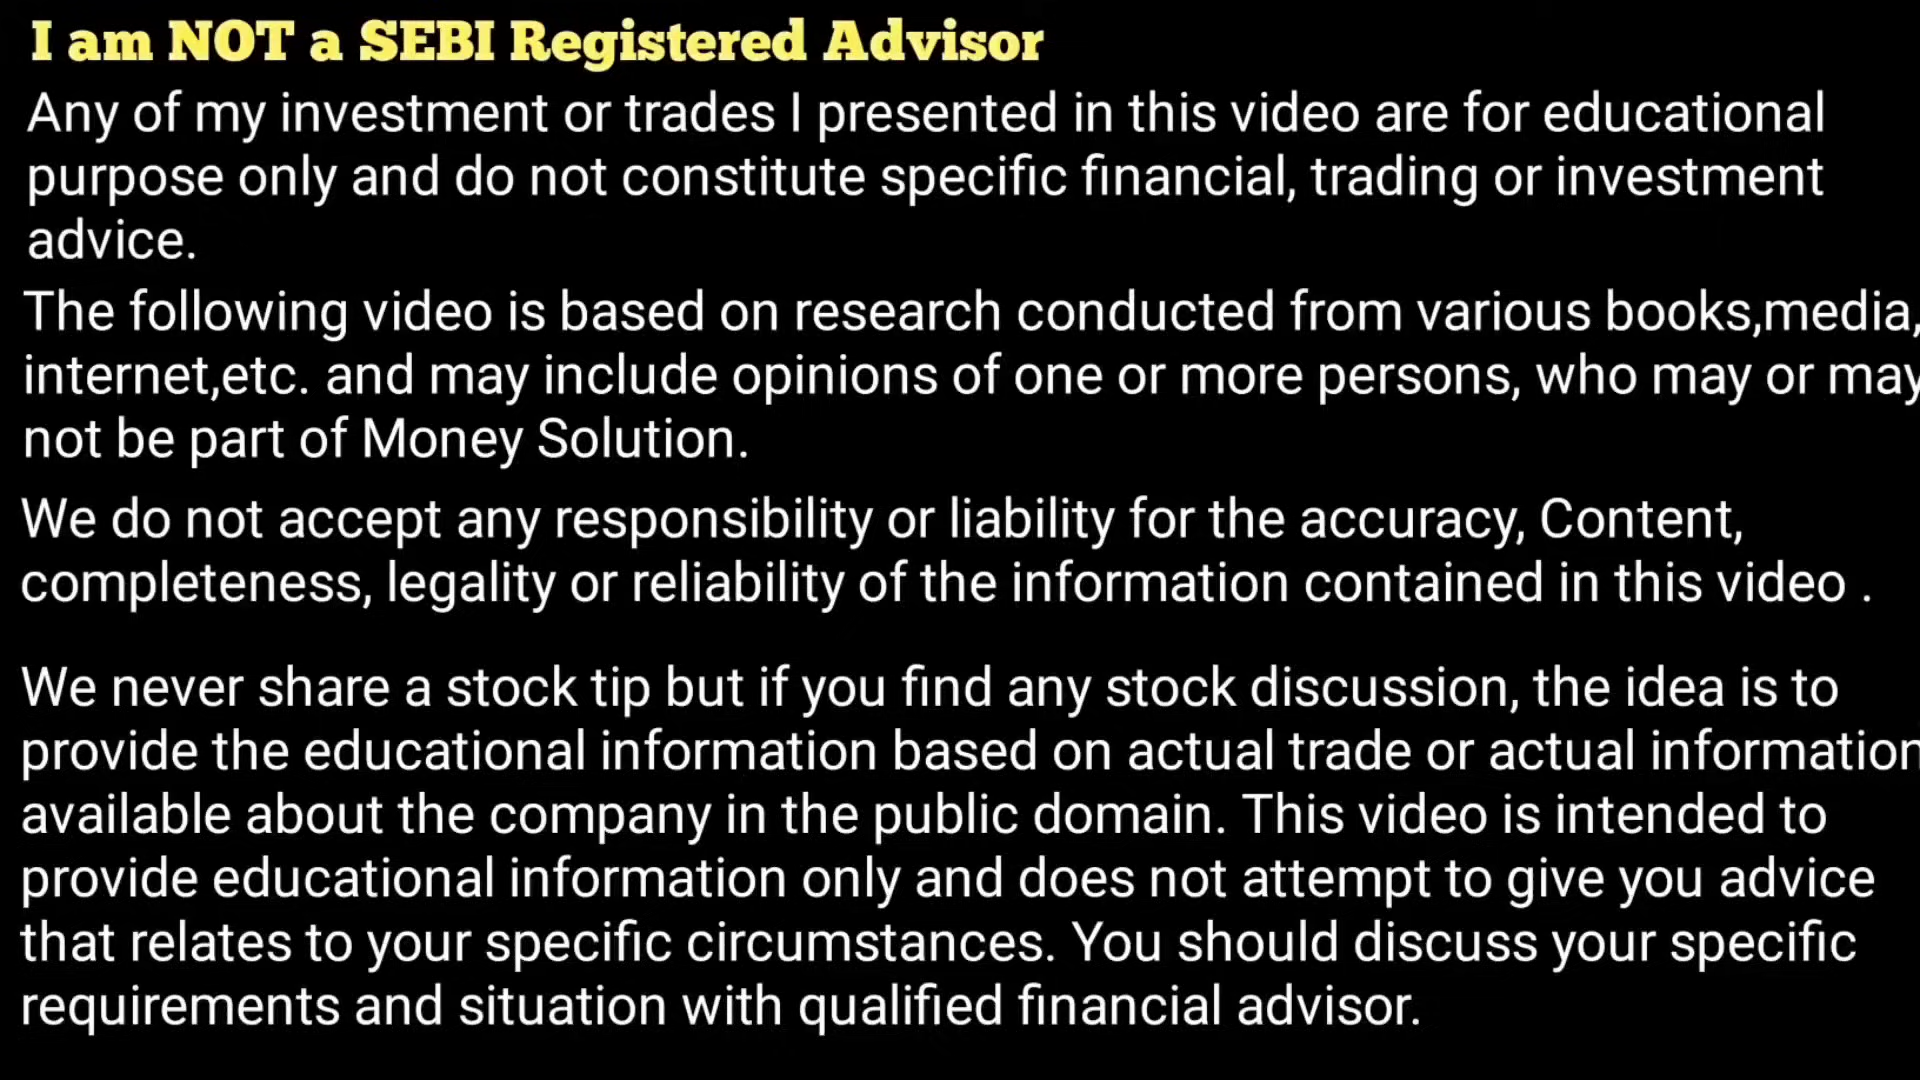 I am NOT a SEBI Registered Advisor
Any of my investment or trades I presented in this video are for educational
purpose only and do not constitute specific financial, trading or investment
advice.
The following video is based on research conducted from various books,media,
internet,etc. and may include opinions of one or more persons, who may or may
not be part of Money Solution.
We do not accept any responsibility or liability for the accuracy, Content,
completeness, legality or reliability of the information contained in this video .
We never share a stock tip but if you find any stock discussion, the idea is to
provide the educational information based on actual trade or actual information
available about the company in the public domain. This video is intended to
provide educational information only and does not attempt to give you advice
that relates to your specific circumstances. You should discuss your specific
requirements and situation with qualified financial advisor.